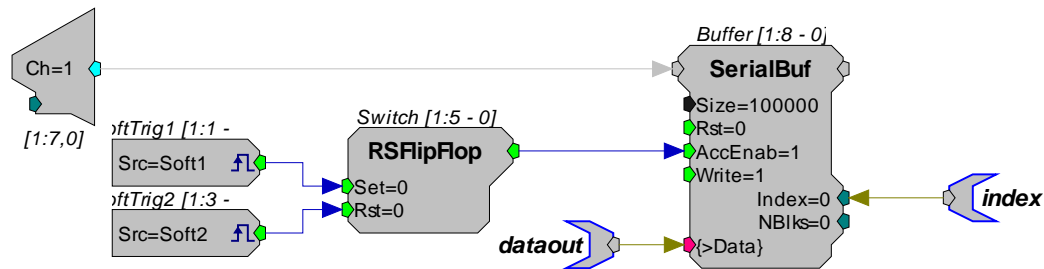 Buffer [1:8 - 0]
Ch=1
SerialBuf
Size=100000
[1:7,0]
oftTrig1 [1:1 -
Switch [1:5 - 0]
Rst=0
Src=Soft1
RSFlipFlop
AccEnab=1
Set=0
Write=1
oftTrig2 [1:3 -
Rst=0
Index=0
index
Src=Soft2
NBlks=0
dataout
{>Data}